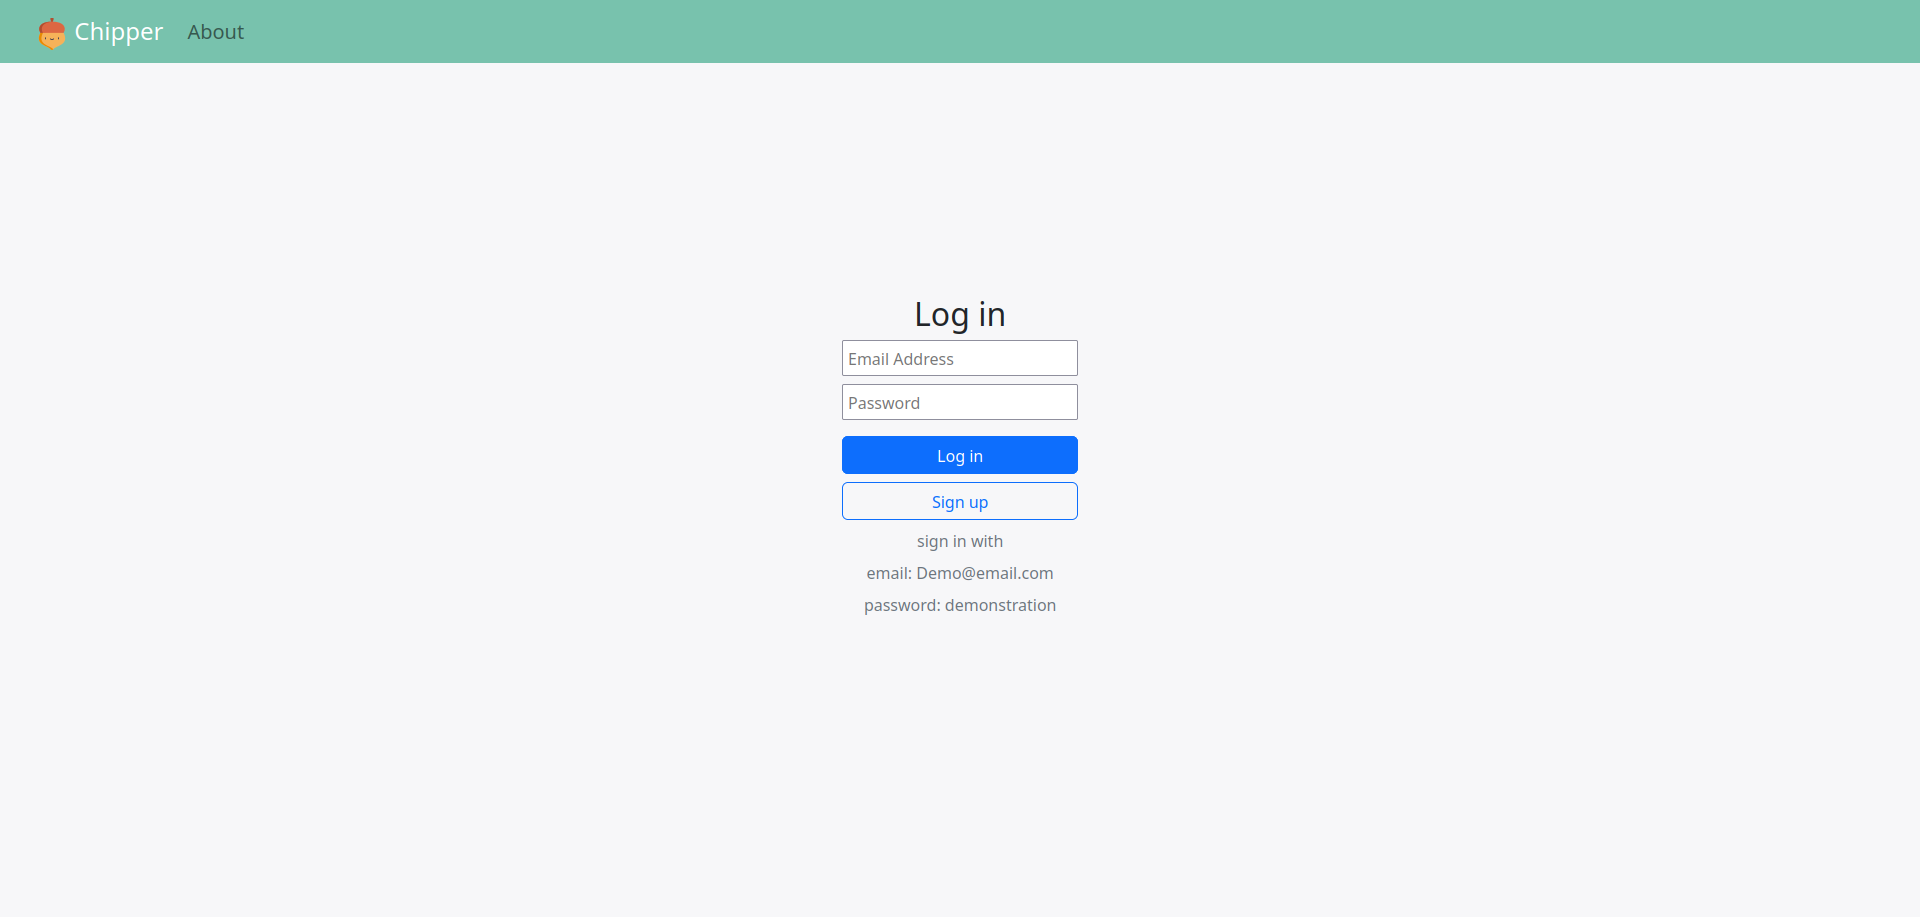 Chipper About
Log in
Email Address
Password
Log in
Sign up
sign in with
email: Demo@email.com
password: demonstration